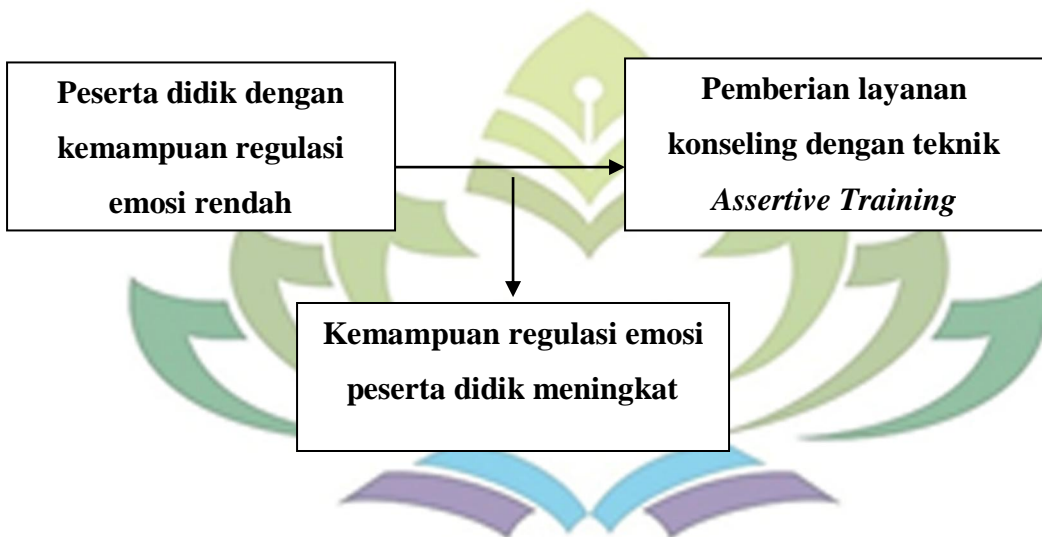 Peserta didik dengan
kemampuan regulasi
emosi rendah
Pemberian layanan
konseling dengan teknik
Assertive Training
Kemampuan regulasi emosi
peserta didik meningkat